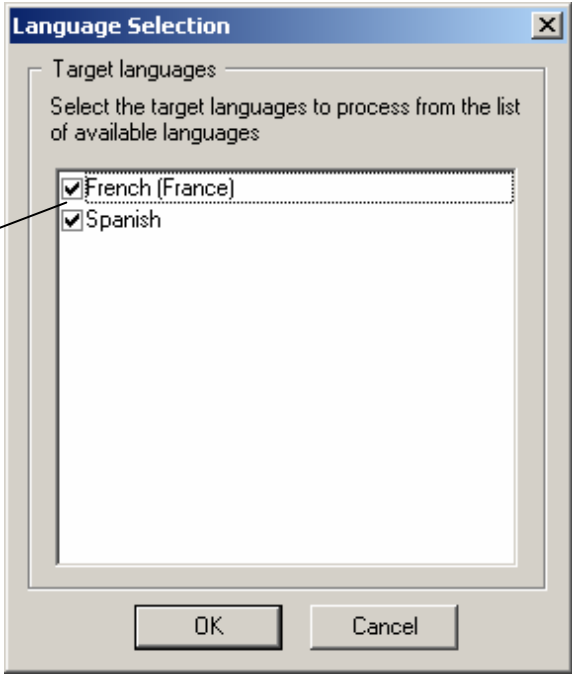 Language Selection
Target languages
Select the target languages to process from the list
of available languages
French (France)
Spanish
OK
Cancel